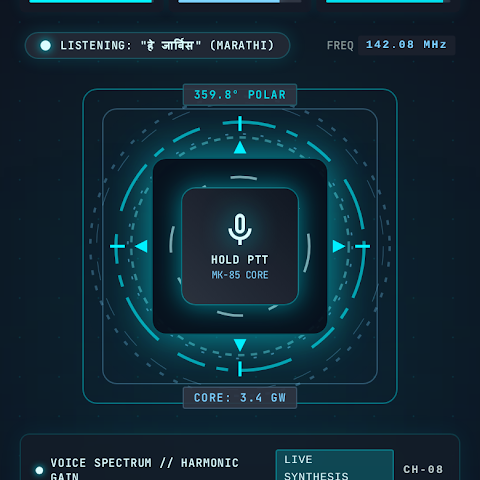 LISTENING: "हे जार्विस" (MARATHI)
FREQ 142.08 MHz
359.8° POLAR
HOLD PTT
MK-85 CORE
CORE: 3.4 GW
VOICE SPECTRUM // HARMONIC
GAIN
LIVE
SYNTHESIS
CH-08